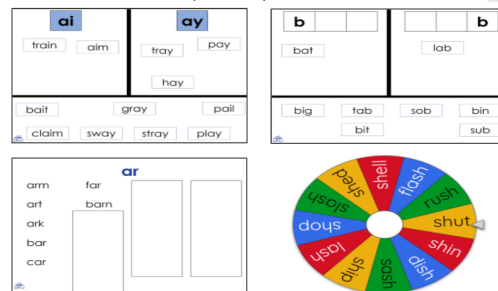 ai ay
train aim tray pay
hay
bait gray pail
claim sway stray play
b b
bat lab
big tab sob bin
bit sub
ar
arm far
art barn
ark
bar
car
shell
flash
rush
shut
shin
dish
sash
ship
lash
shop
slash
shed